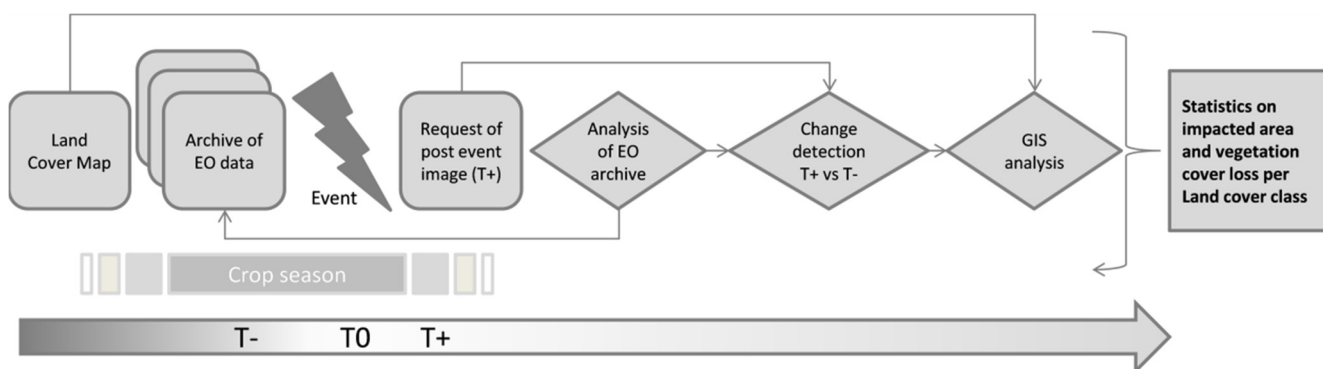 Land
Cover Map
Archive of
EO data
Event
Request of
post event
image (T+)
Analysis
of EO
archive
Change
detection
T+ vs T-
GIS
analysis
Statistics on
impacted area
and vegetation
cover loss per
Land cover class
Crop season
T- T0 T+